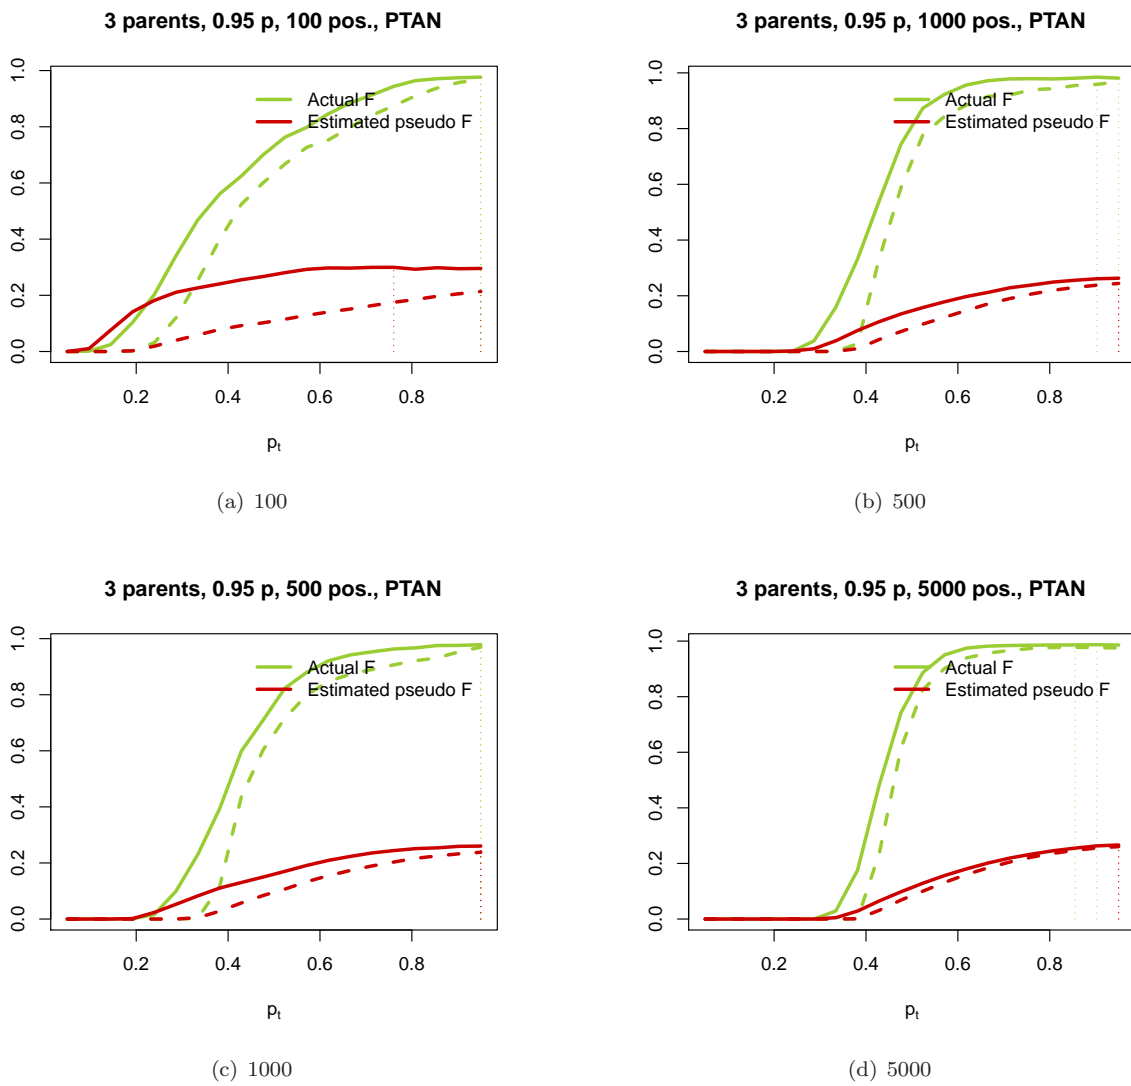 3 parents, 0.95 p, 100 pos., PTAN
1.0
0.8
0.6
0.4
0.2
0.0
Actual F
Estimated pseudo F
0.2 0.4 0.6 0.8
pₜ
(a) 100
3 parents, 0.95 p, 1000 pos., PTAN
1.0
0.8
0.6
0.4
0.2
0.0
Actual F
Estimated pseudo F
0.2 0.4 0.6 0.8
pₜ
(b) 500
3 parents, 0.95 p, 500 pos., PTAN
1.0
0.8
0.6
0.4
0.2
0.0
Actual F
Estimated pseudo F
0.2 0.4 0.6 0.8
pₜ
(c) 1000
3 parents, 0.95 p, 5000 pos., PTAN
1.0
0.8
0.6
0.4
0.2
0.0
Actual F
Estimated pseudo F
0.2 0.4 0.6 0.8
pₜ
(d) 5000